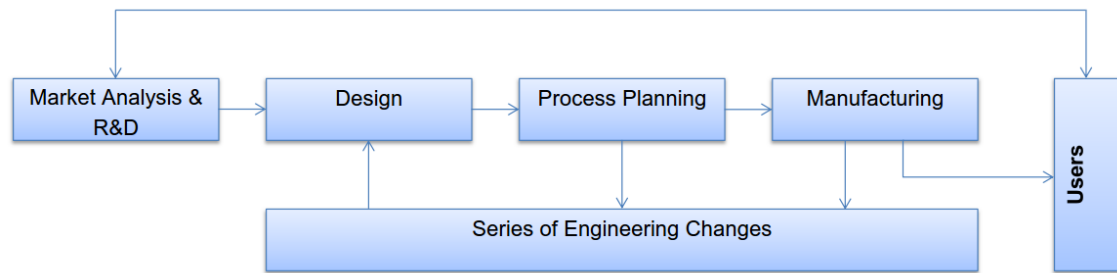 Market Analysis &
R&D
Design
Process Planning
Manufacturing
Users
Series of Engineering Changes